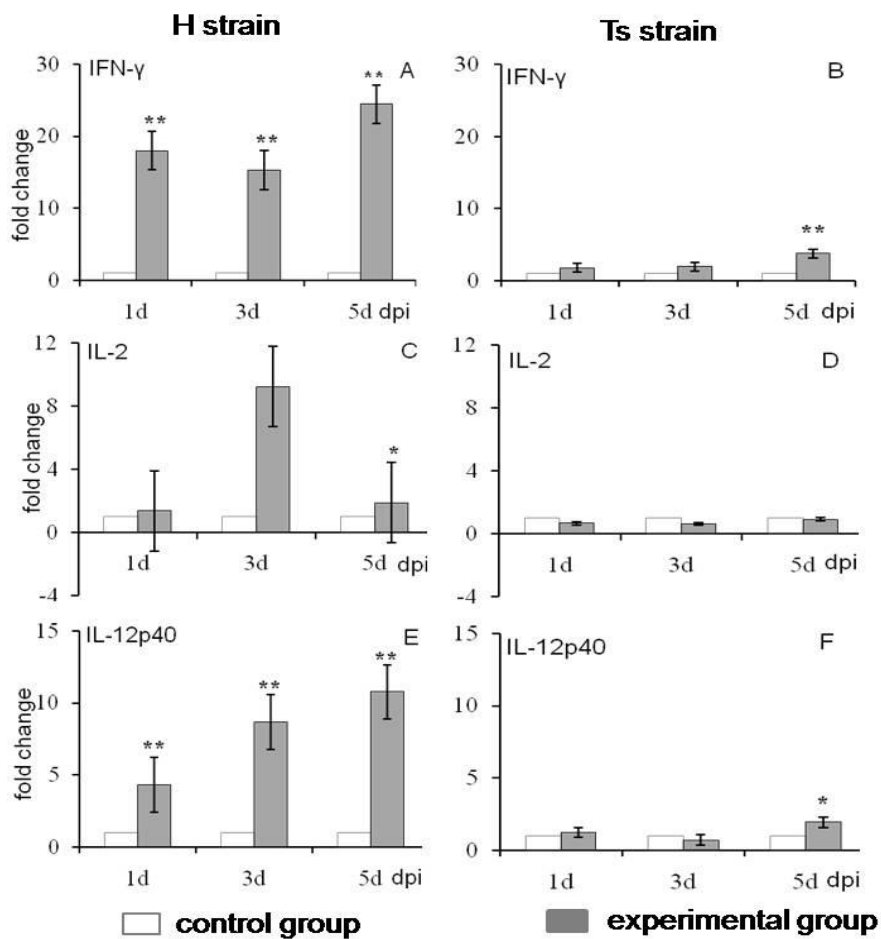 H strain
Ts strain
IFN-γ
A
**
**
**
30
20
10
0
fold change
1d 3d 5d dpi
IFN-γ
B
**
30
20
10
0
1d 3d 5d dpi
IL-2
C
*
12
8
4
0
-4
fold change
1d 3d 5d dpi
IL-2
D
12
8
4
0
-4
1d 3d 5d dpi
IL-12p40
E
**
**
**
15
10
5
0
fold change
1d 3d 5d dpi
IL-12p40
F
*
15
10
5
0
1d 3d 5d dpi
control group
experimental group